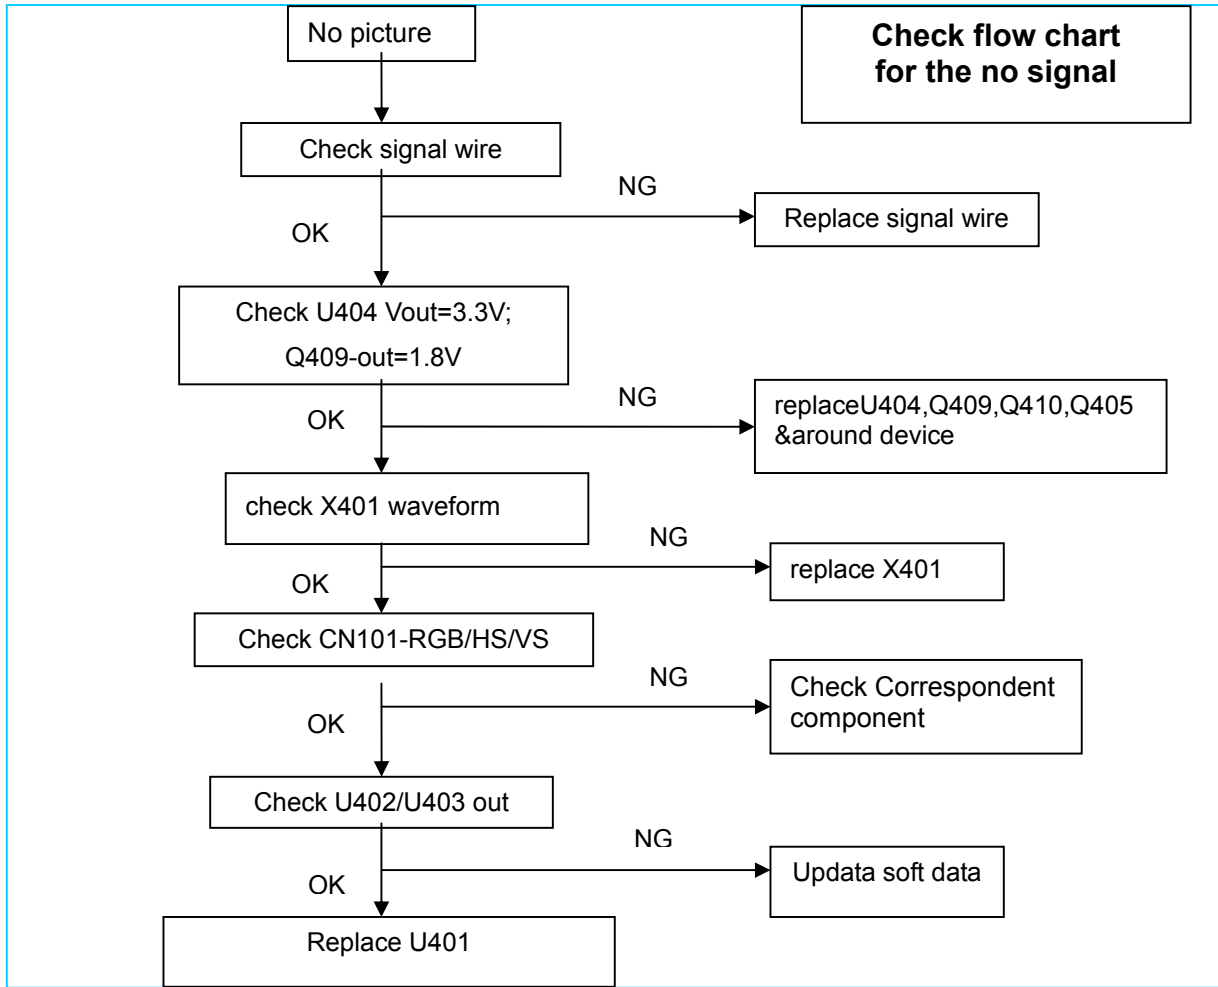 No picture
Check flow chart
for the no signal
Check signal wire
NG
Replace signal wire
OK
Check U404 Vout=3.3V;
Q409-out=1.8V
NG
replaceU404,Q409,Q410,Q405
&around device
OK
check X401 waveform
NG
replace X401
OK
Check CN101-RGB/HS/VS
NG
Check Correspondent
component
OK
Check U402/U403 out
NG
Updata soft data
OK
Replace U401